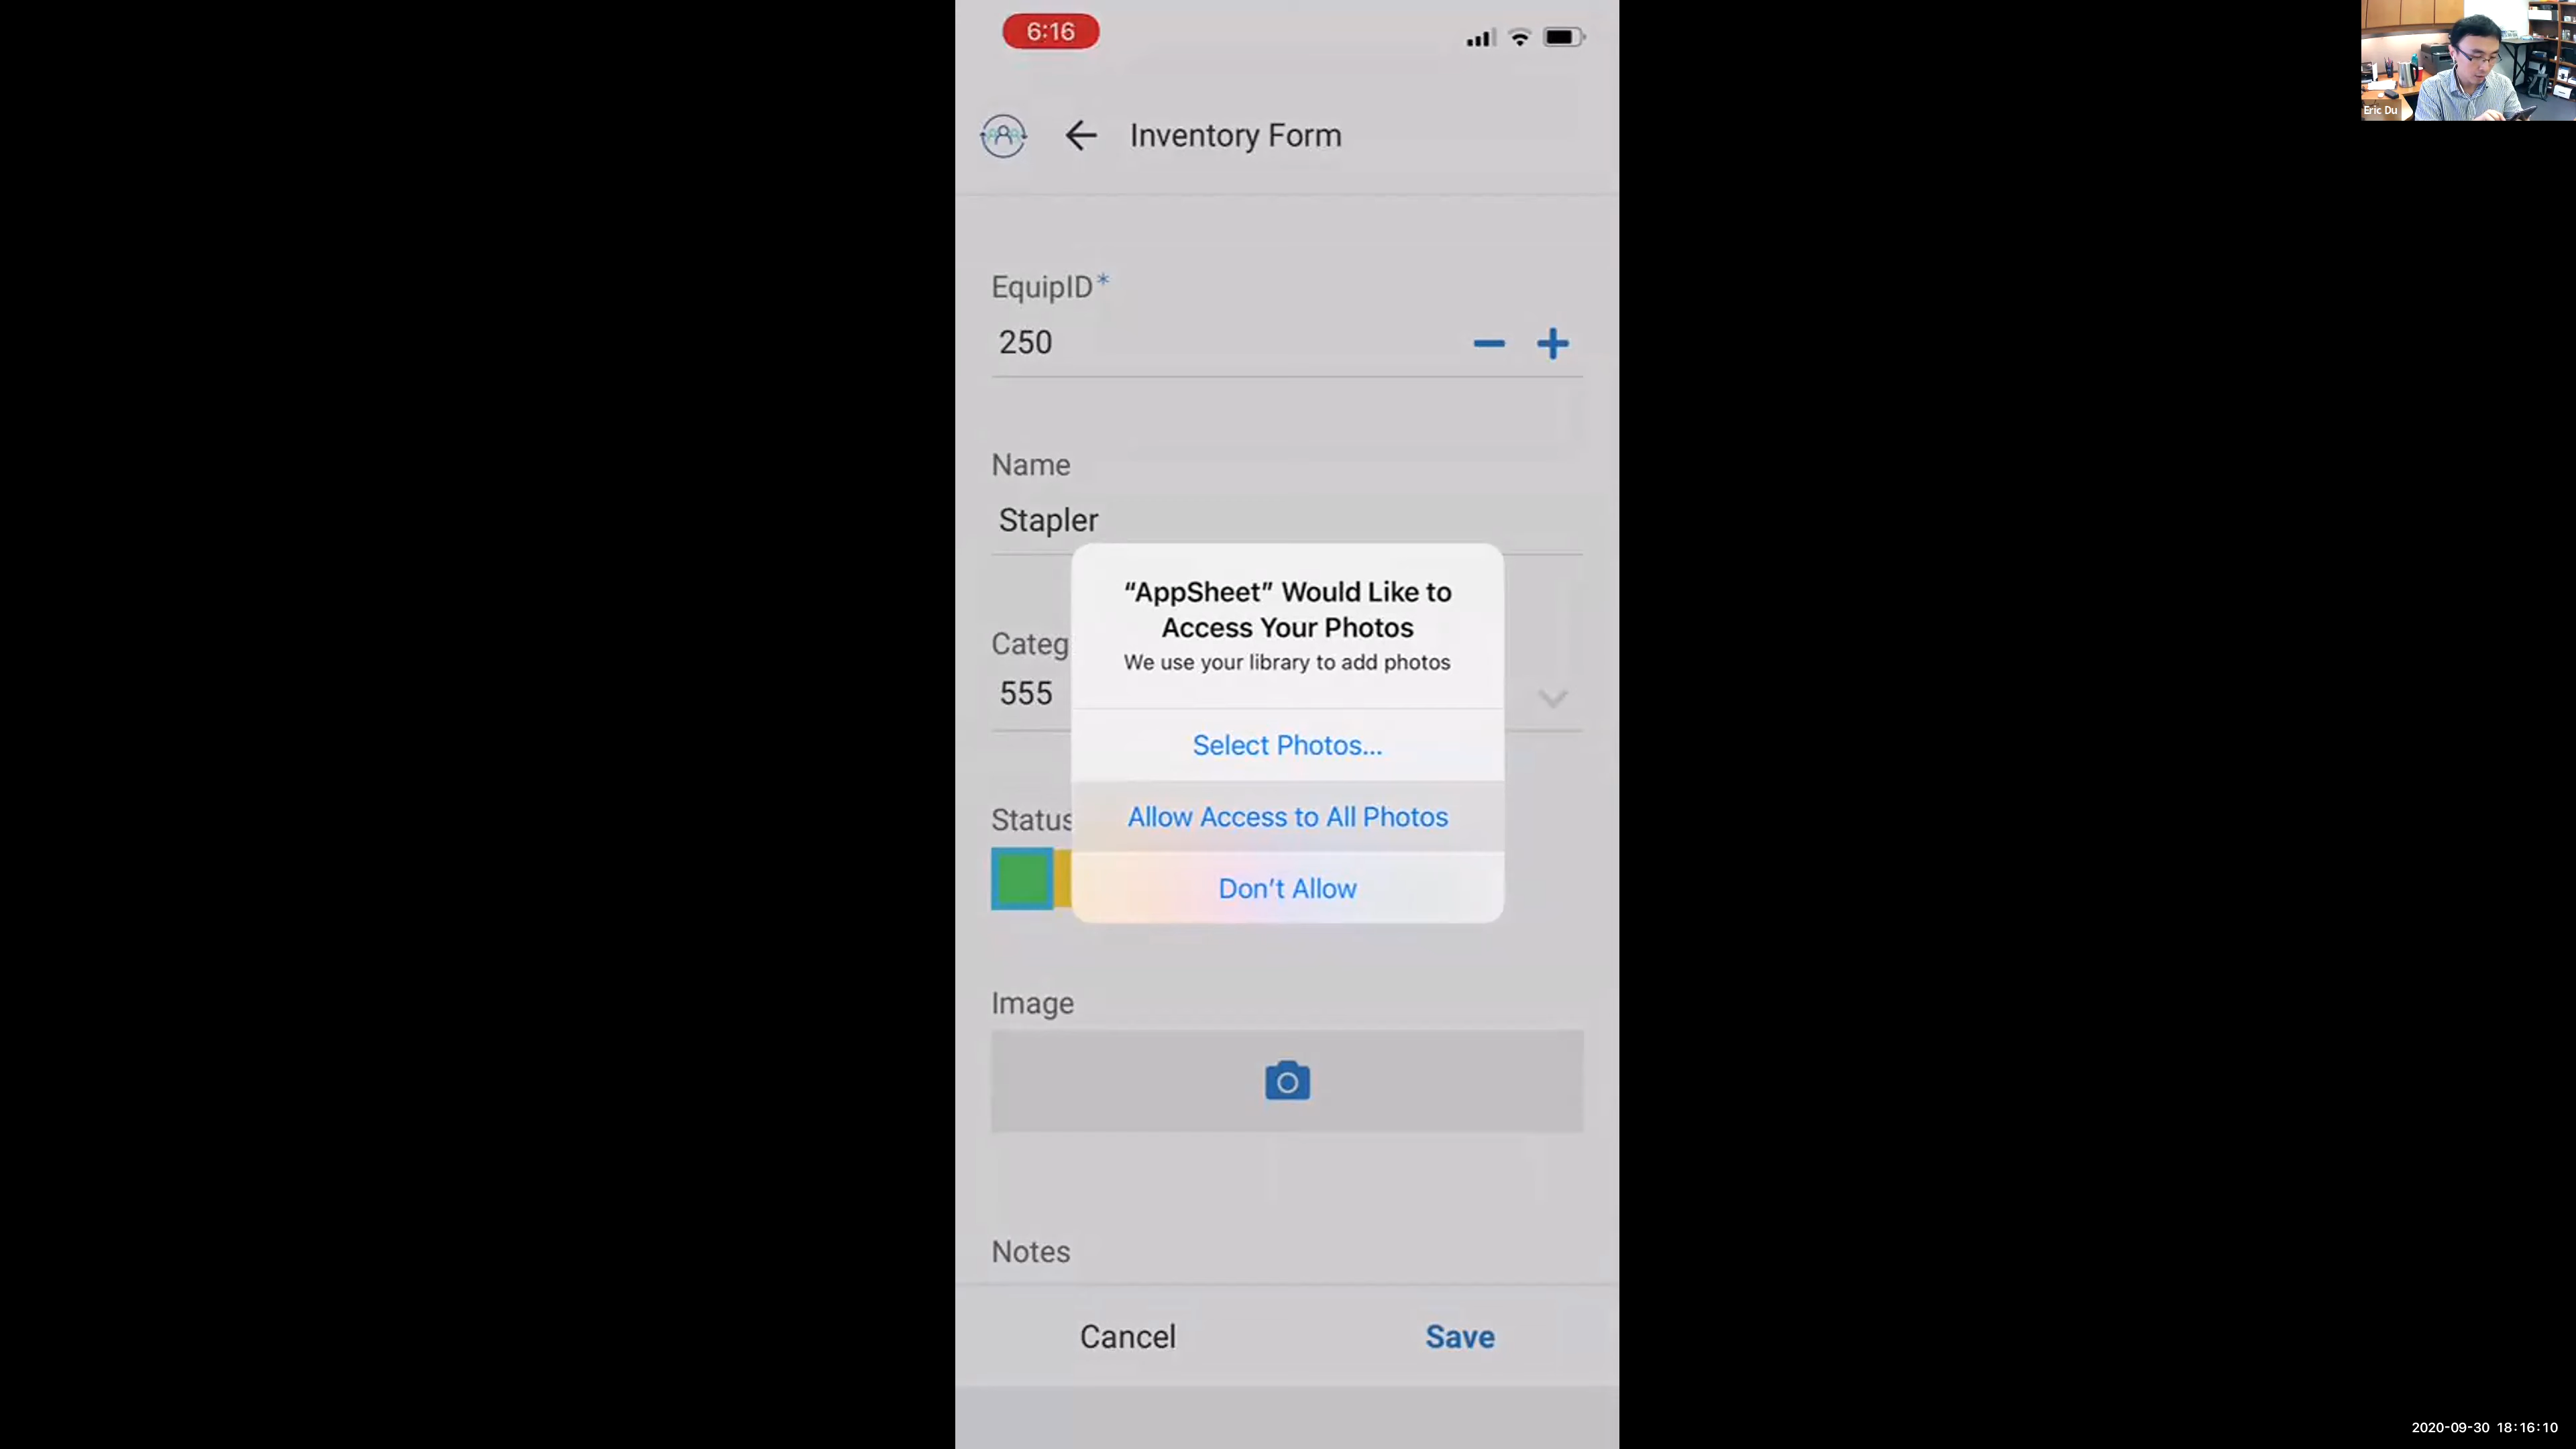 6:16
Inventory Form
EquipID*
250
Name
Stapler
Categ
555
Status
“AppSheet” Would Like to
Access Your Photos
We use your library to add photos
Select Photos...
Allow Access to All Photos
Don’t Allow
Image
Notes
Cancel
Save
Eric Du
2020-09-30 18:16:10